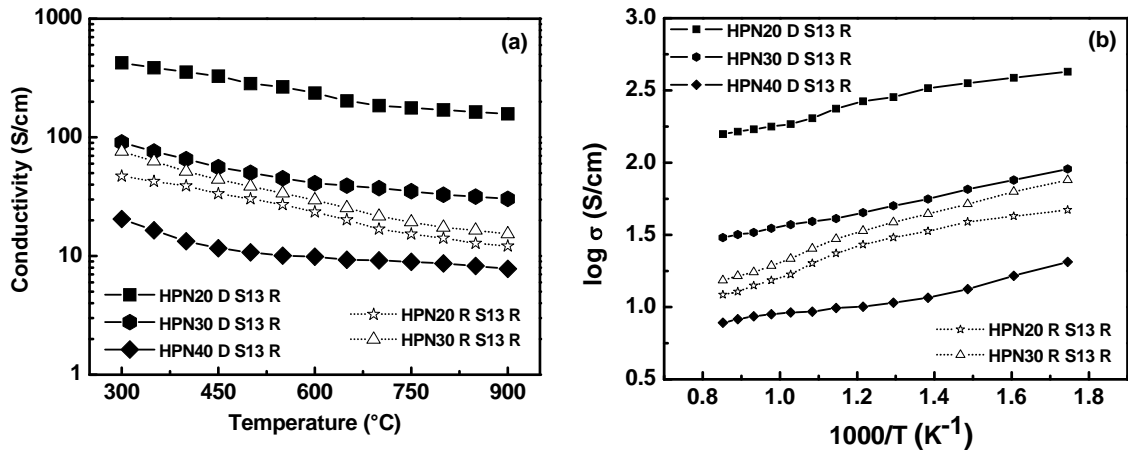 (a)
1000
100
10
1
Conductivity (S/cm)
HPN20 D S13 R
HPN30 D S13 R
HPN40 D S13 R
HPN20 R S13 R
HPN30 R S13 R
300 450 600 750 900
Temperature (°C)
(b)
3.0
2.5
2.0
1.5
1.0
0.5
log σ (S/cm)
HPN20 D S13 R
HPN30 D S13 R
HPN40 D S13 R
HPN20 R S13 R
HPN30 R S13 R
0.8 1.0 1.2 1.4 1.6 1.8
1000/T (K⁻¹)